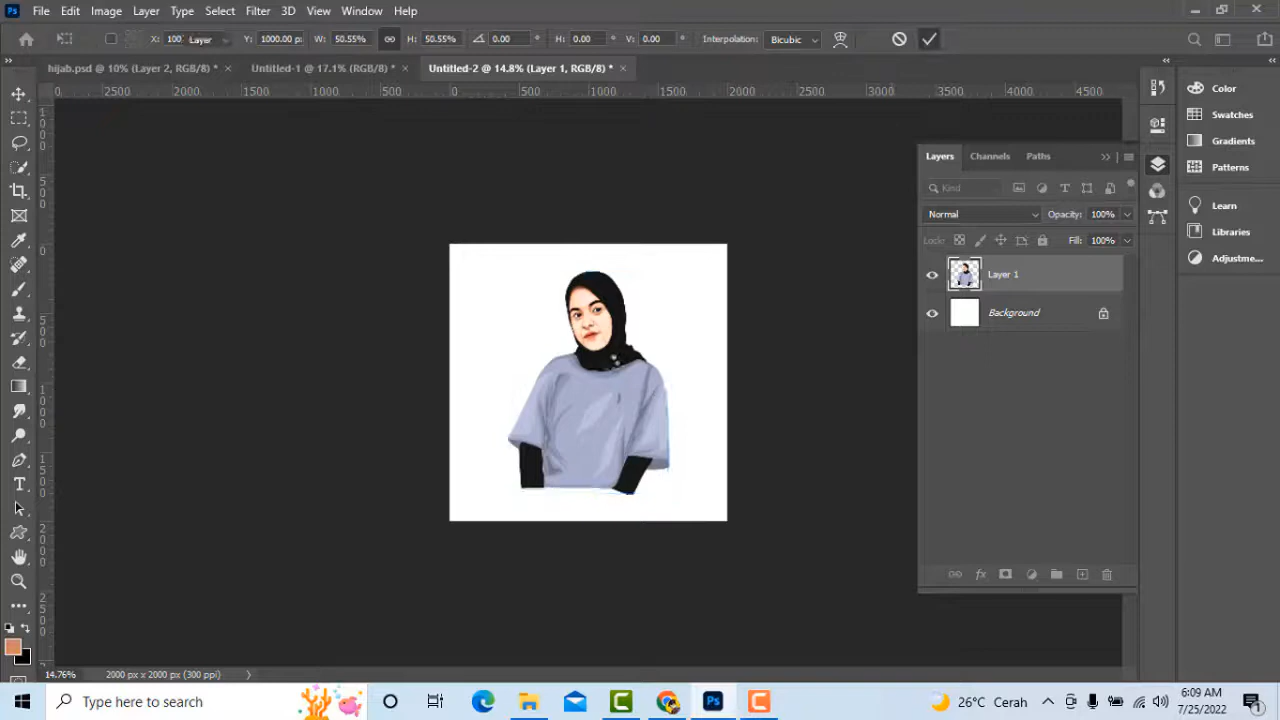 Ps File Edit Image Layer Type Select Filter 3D View Window Help
X: 100 Layer Y: 1000.00 px W: 50.55% H: 50.55% 0.00 ° H: 0.00 ° V: 0.00 ° Interpolation: Bicubic
hijab.psd @ 10% (Layer 2, RGB/8) * × Untitled-1 @ 17.1% (RGB/8) * × Untitled-2 @ 14.8% (Layer 1, RGB/8) * ×
2500 2000 1500 1000 500 0 500 1000 1500 2000 2500 3000 3500 4000 4500
Color
Swatches
Gradients
Patterns
Learn
Libraries
Adjustme...
Layers Channels Paths
Kind
Normal Opacity: 100%
Lock: Fill: 100%
Layer 1
Background
14.76% 2000 px x 2000 px (300 ppi)
Type here to search
Ps
26°C Cerah
6:09 AM
7/25/2022
1